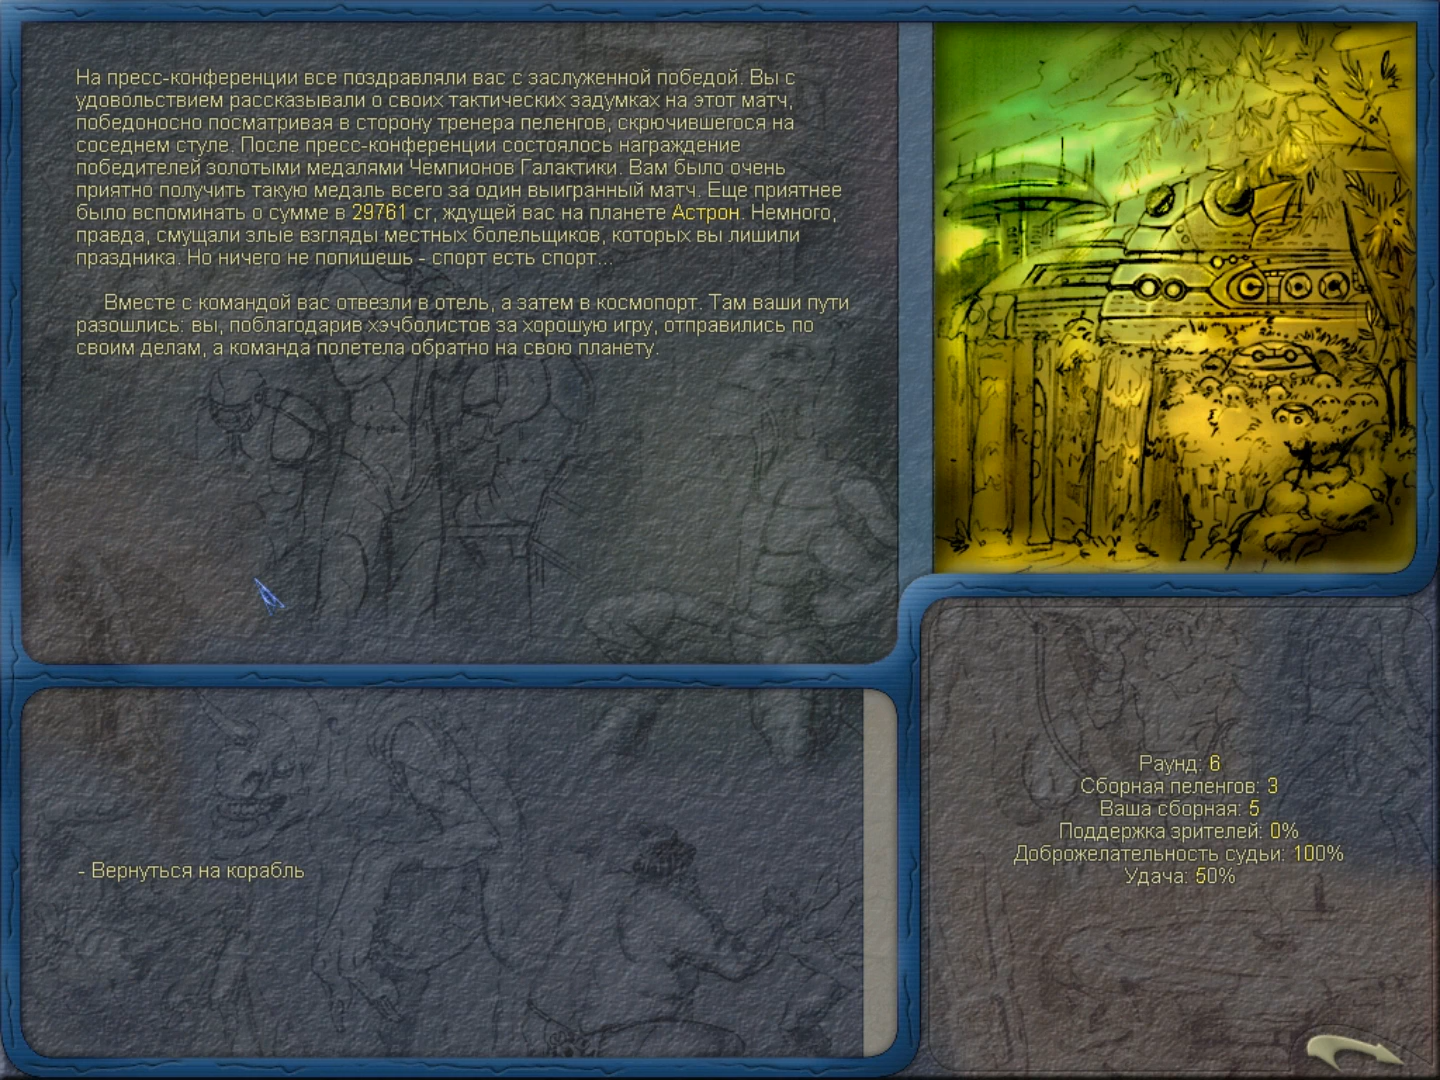 На пресс-конференции все поздравляли вас с заслуженной победой. Вы с
удовольствием рассказывали о своих тактических задумках на этот матч,
победоносно посматривая в сторону тренера пеленгов, скрючившегося на
соседнем стуле. После пресс-конференции состоялось награждение
победителей золотыми медалями Чемпионов Галактики. Вам было очень
приятно получить такую медаль всего за один выигранный матч. Еще приятнее
было вспоминать о сумме в 29761 cr, ждущей вас на планете Астрон. Немного,
правда, смущали злые взгляды местных болельщиков, которых вы лишили
праздника. Но ничего не попишешь - спорт есть спорт...
Вместе с командой вас отвезли в отель, а затем в космопорт. Там ваши пути
разошлись: вы, поблагодарив хэчболистов за хорошую игру, отправились по
своим делам, а команда полетела обратно на свою планету.
- Вернуться на корабль
Раунд: 6
Сборная пеленгов: 3
Ваша сборная: 5
Поддержка зрителей: 0%
Доброжелательность судьи: 100%
Удача: 50%